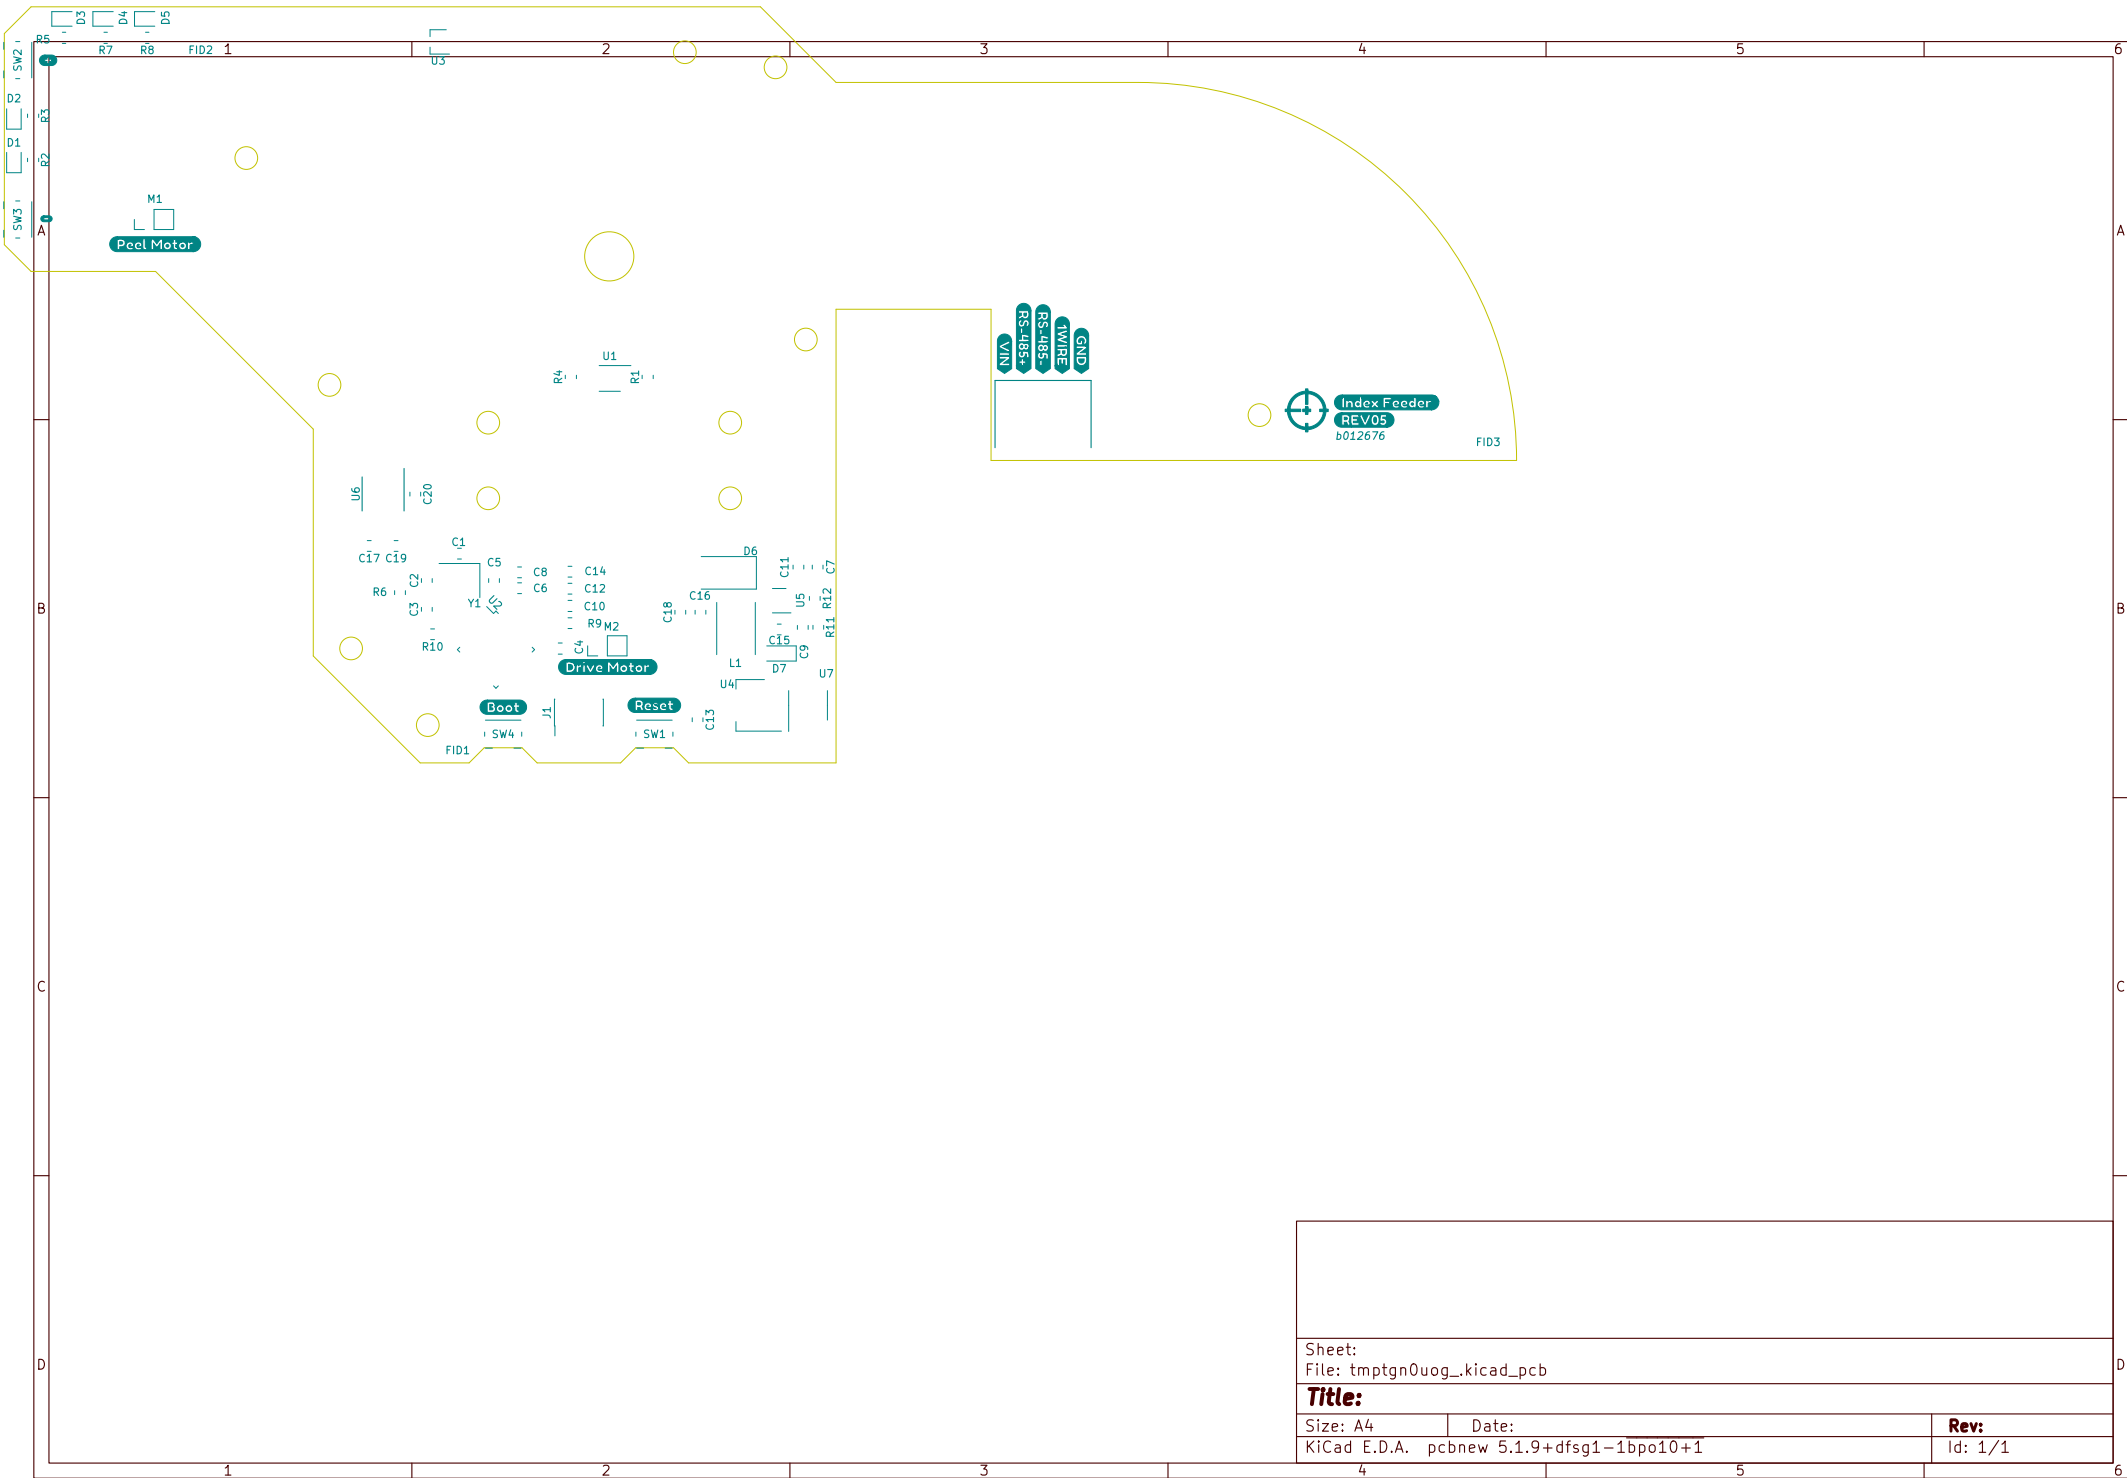 D3
D4
D5
R5
R7
R8
FID2
1
2
3
4
5
6
SW2
U3
D2
R3
D1
R2
M1
SW3
A
A
Peel Motor
VIN
RS-485+
RS-485-
1WIRE
GND
U1
R4
R1
Index Feeder
REV05
b012676
FID3
U6
C20
C1
C17
C19
D6
C5
C8
C14
C11
C7
C2
R6
C6
C12
C16
U5
R12
Y1
U2
C3
C10
C18
B
B
R9
M2
R11
R10
C4
C15
C9
Drive Motor
L1
D7
U7
U4
Boot
J1
Reset
C13
SW4
SW1
FID1
C
C
Sheet:
File: tmptgn0uog_.kicad_pcb
D
D
Title:
Size: A4
Date:
Rev:
KiCad E.D.A. pcbnew 5.1.9+dfsg1-1bpo10+1
Id: 1/1
1
2
3
4
5
6